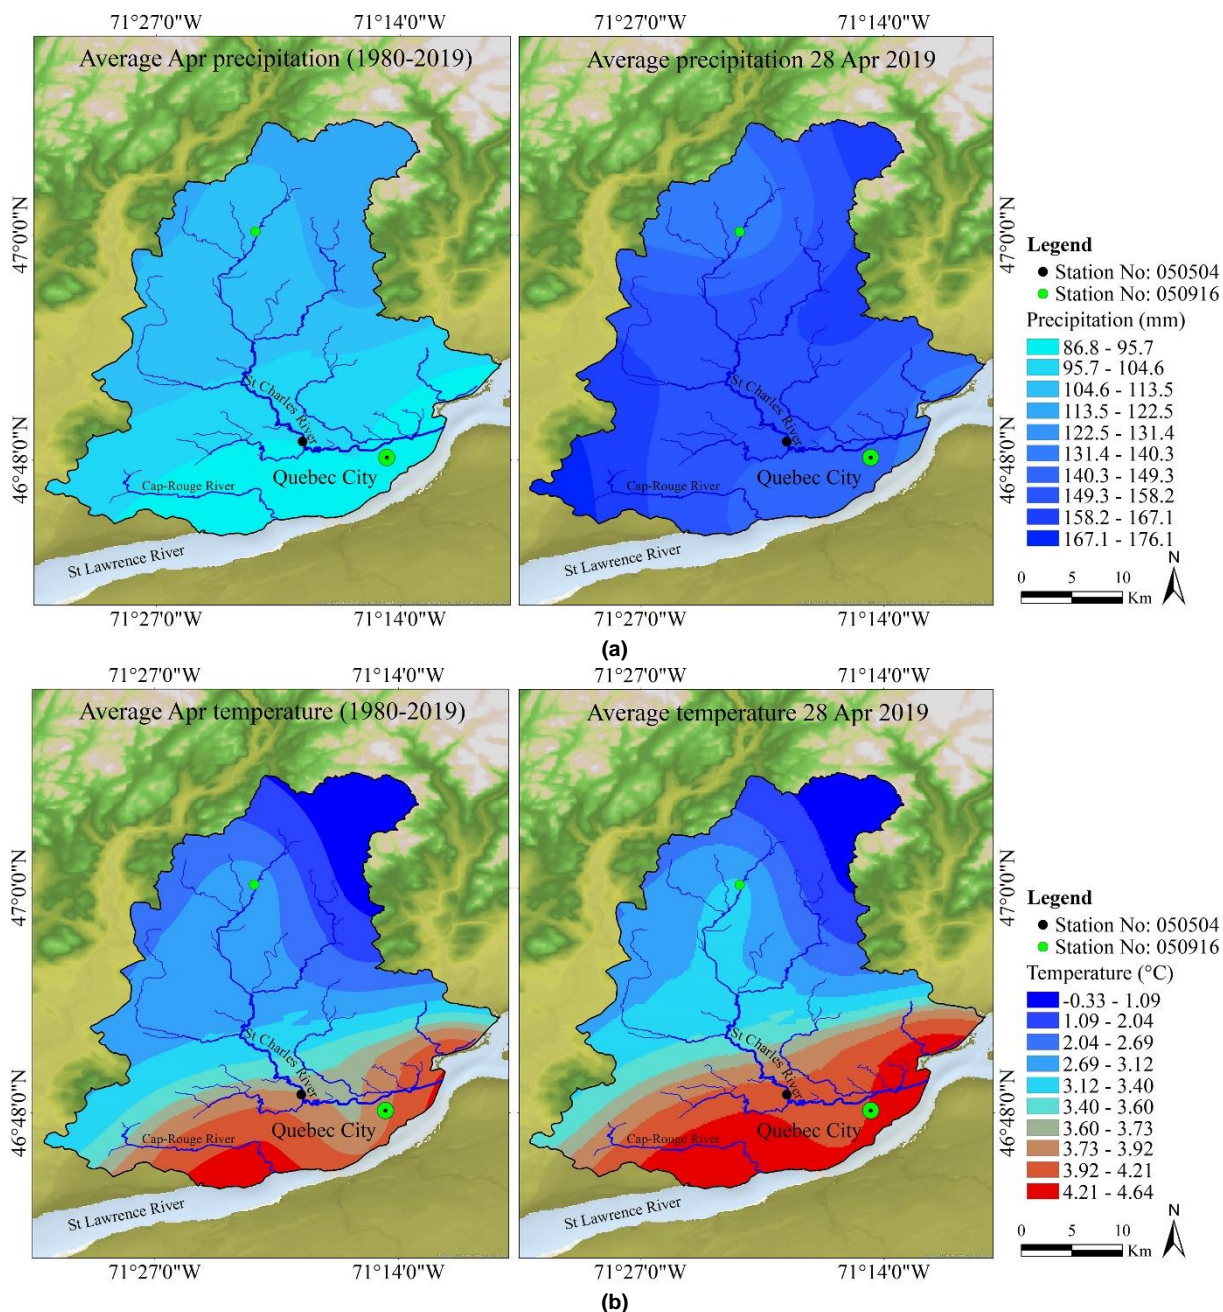 71°27'0"W 71°14'0"W 71°27'0"W 71°14'0"W
Average Apr precipitation (1980-2019)
Average precipitation 28 Apr 2019
47°0'0"N
46°48'0"N
St Charles River
Quebec City
Cap-Rouge River
St Lawrence River
St Charles River
Quebec City
Cap-Rouge River
St Lawrence River
47°0'0"N
46°48'0"N
Legend
Station No: 050504
Station No: 050916
Precipitation (mm)
86.8 - 95.7
95.7 - 104.6
104.6 - 113.5
113.5 - 122.5
122.5 - 131.4
131.4 - 140.3
140.3 - 149.3
149.3 - 158.2
158.2 - 167.1
167.1 - 176.1
N
0 5 10
Km
71°27'0"W 71°14'0"W 71°27'0"W 71°14'0"W
(a)
71°27'0"W 71°14'0"W 71°27'0"W 71°14'0"W
Average Apr temperature (1980-2019)
Average temperature 28 Apr 2019
47°0'0"N
46°48'0"N
St Charles River
Quebec City
Cap-Rouge River
St Lawrence River
St Charles River
Quebec City
Cap-Rouge River
St Lawrence River
47°0'0"N
46°48'0"N
Legend
Station No: 050504
Station No: 050916
Temperature (°C)
-0.33 - 1.09
1.09 - 2.04
2.04 - 2.69
2.69 - 3.12
3.12 - 3.40
3.40 - 3.60
3.60 - 3.73
3.73 - 3.92
3.92 - 4.21
4.21 - 4.64
N
0 5 10
Km
71°27'0"W 71°14'0"W 71°27'0"W 71°14'0"W
(b)